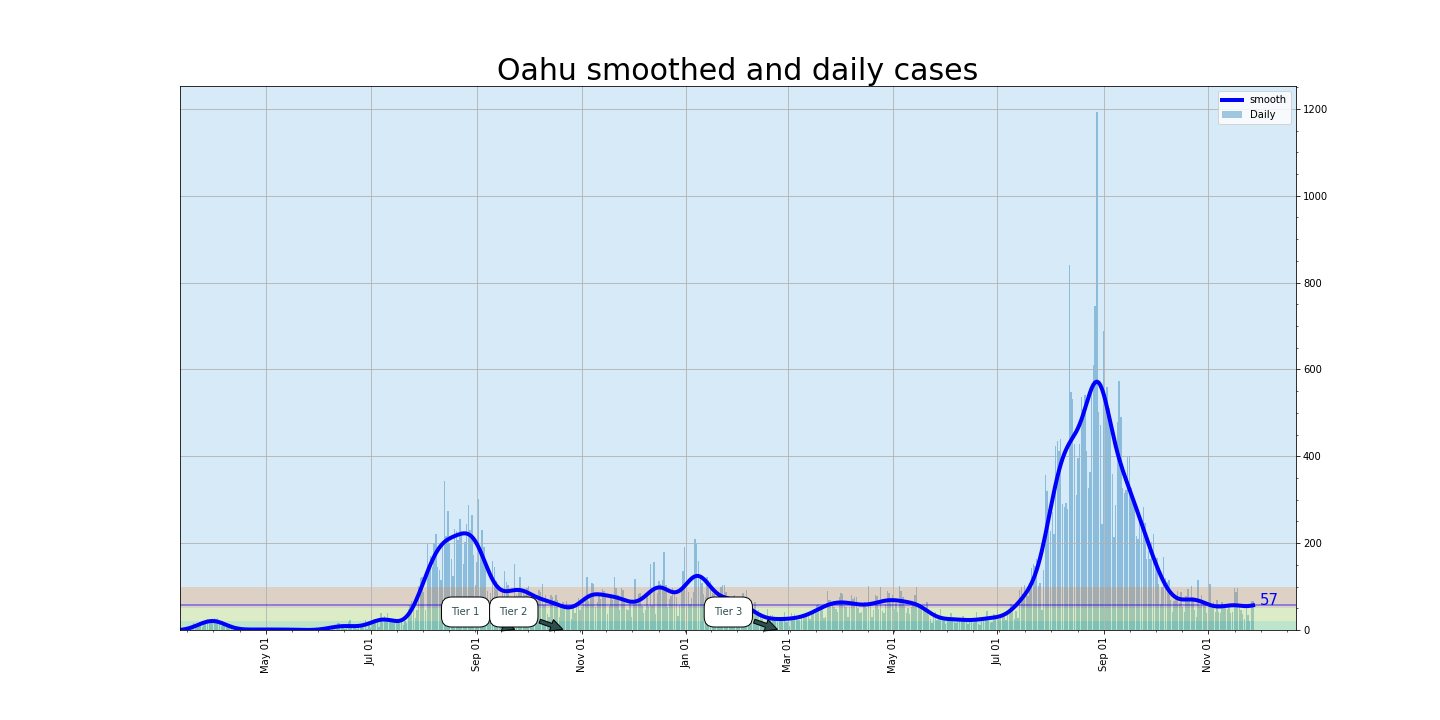 Oahu smoothed and daily cases
smooth
Daily
1200
1000
800
600
400
200
0
57
Tier 1
Tier 2
Tier 3
May 01
Jul 01
Sep 01
Nov 01
Jan 01
Mar 01
May 01
Jul 01
Sep 01
Nov 01